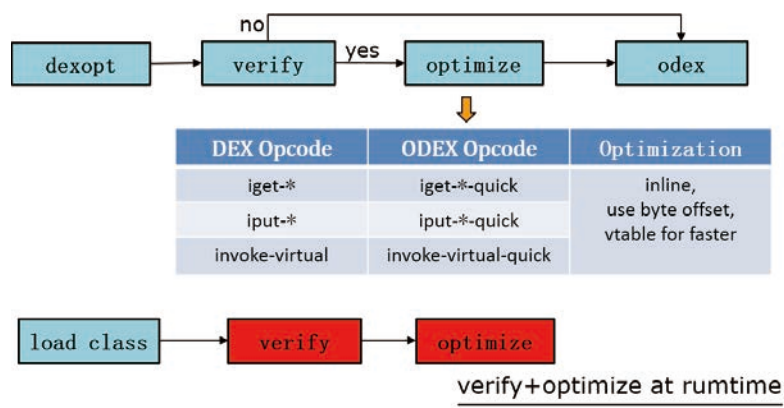 no
dexopt verify yes optimize odex
DEX Opcode ODEX Opcode Optimization
iget-* iget-*-quick inline,
use byte offset,
iput-* iput-*-quick
vtable for faster
invoke-virtual invoke-virtual-quick
load class verify optimize
verify+optimize at rumtime